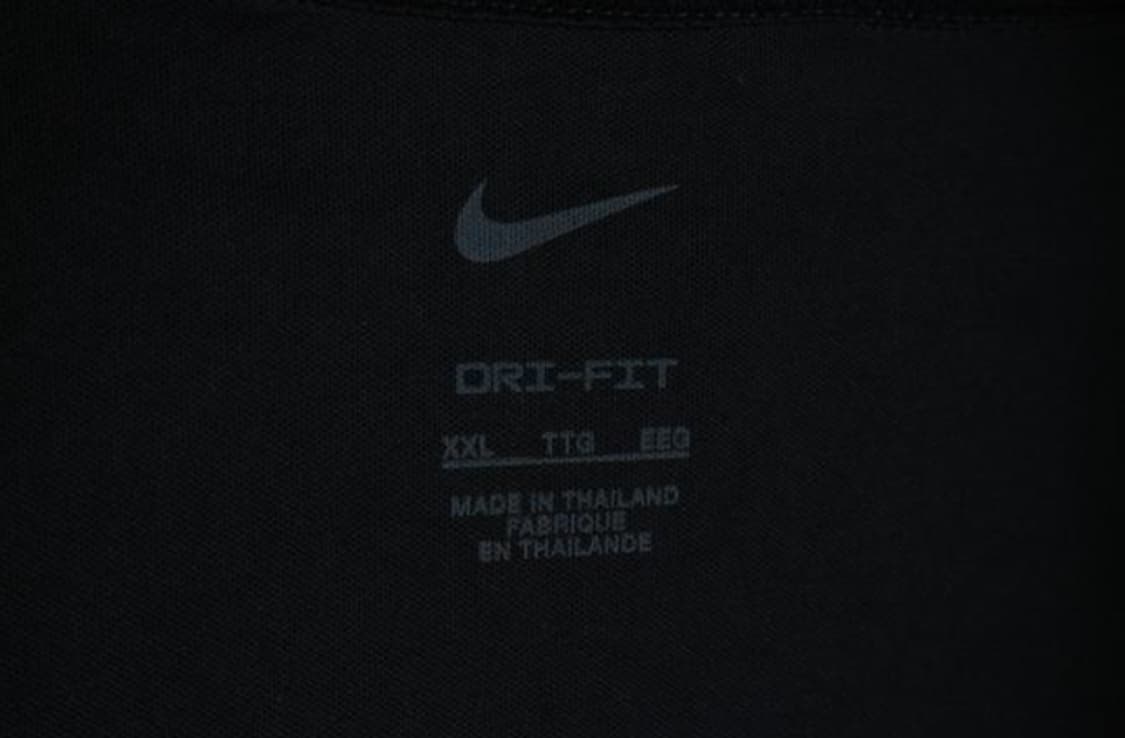 DRI-FIT
XXL TTG EEG
MADE IN THAILAND
FABRIQUE
EN THAILANDE